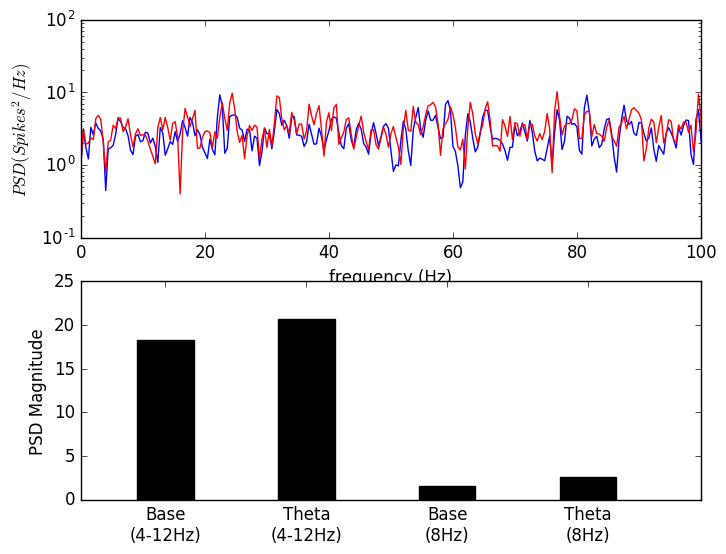 10^2
10^1
10^0
10^-1
PSD(Spikes^2/Hz)
0 20 40 60 80 100
frequency (Hz)
25
20
15
10
5
0
PSD Magnitude
Base Theta Base Theta
(4-12Hz) (4-12Hz) (8Hz) (8Hz)